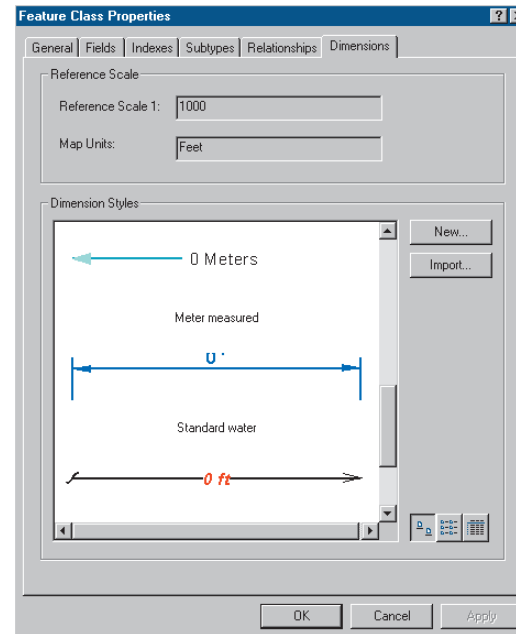 Feature Class Properties
General Fields Indexes Subtypes Relationships Dimensions
Reference Scale
Reference Scale 1: 1000
Map Units: Feet
Dimension Styles
New...
Import...
0 Meters
Meter measured
0 '
Standard water
0 ft
OK Cancel Apply